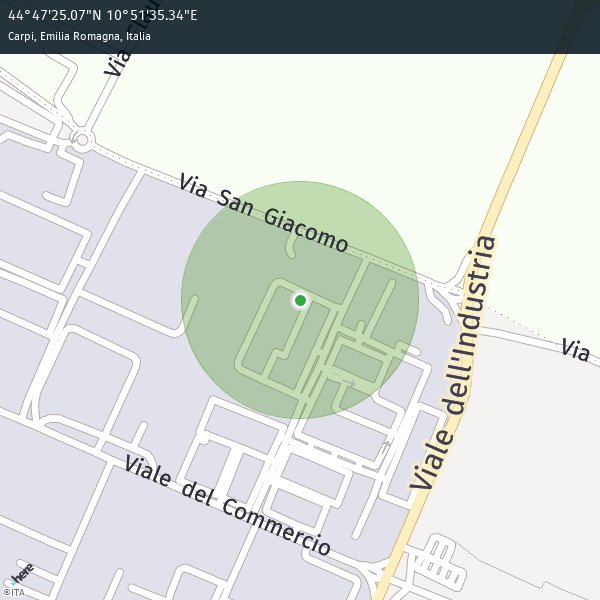 44°47'25.07"N 10°51'35.34"E
Carpi, Emilia Romagna, Italia
Via San Giacomo
Viale dell'Industria
Via
Viale del Commercio
here
©ITA